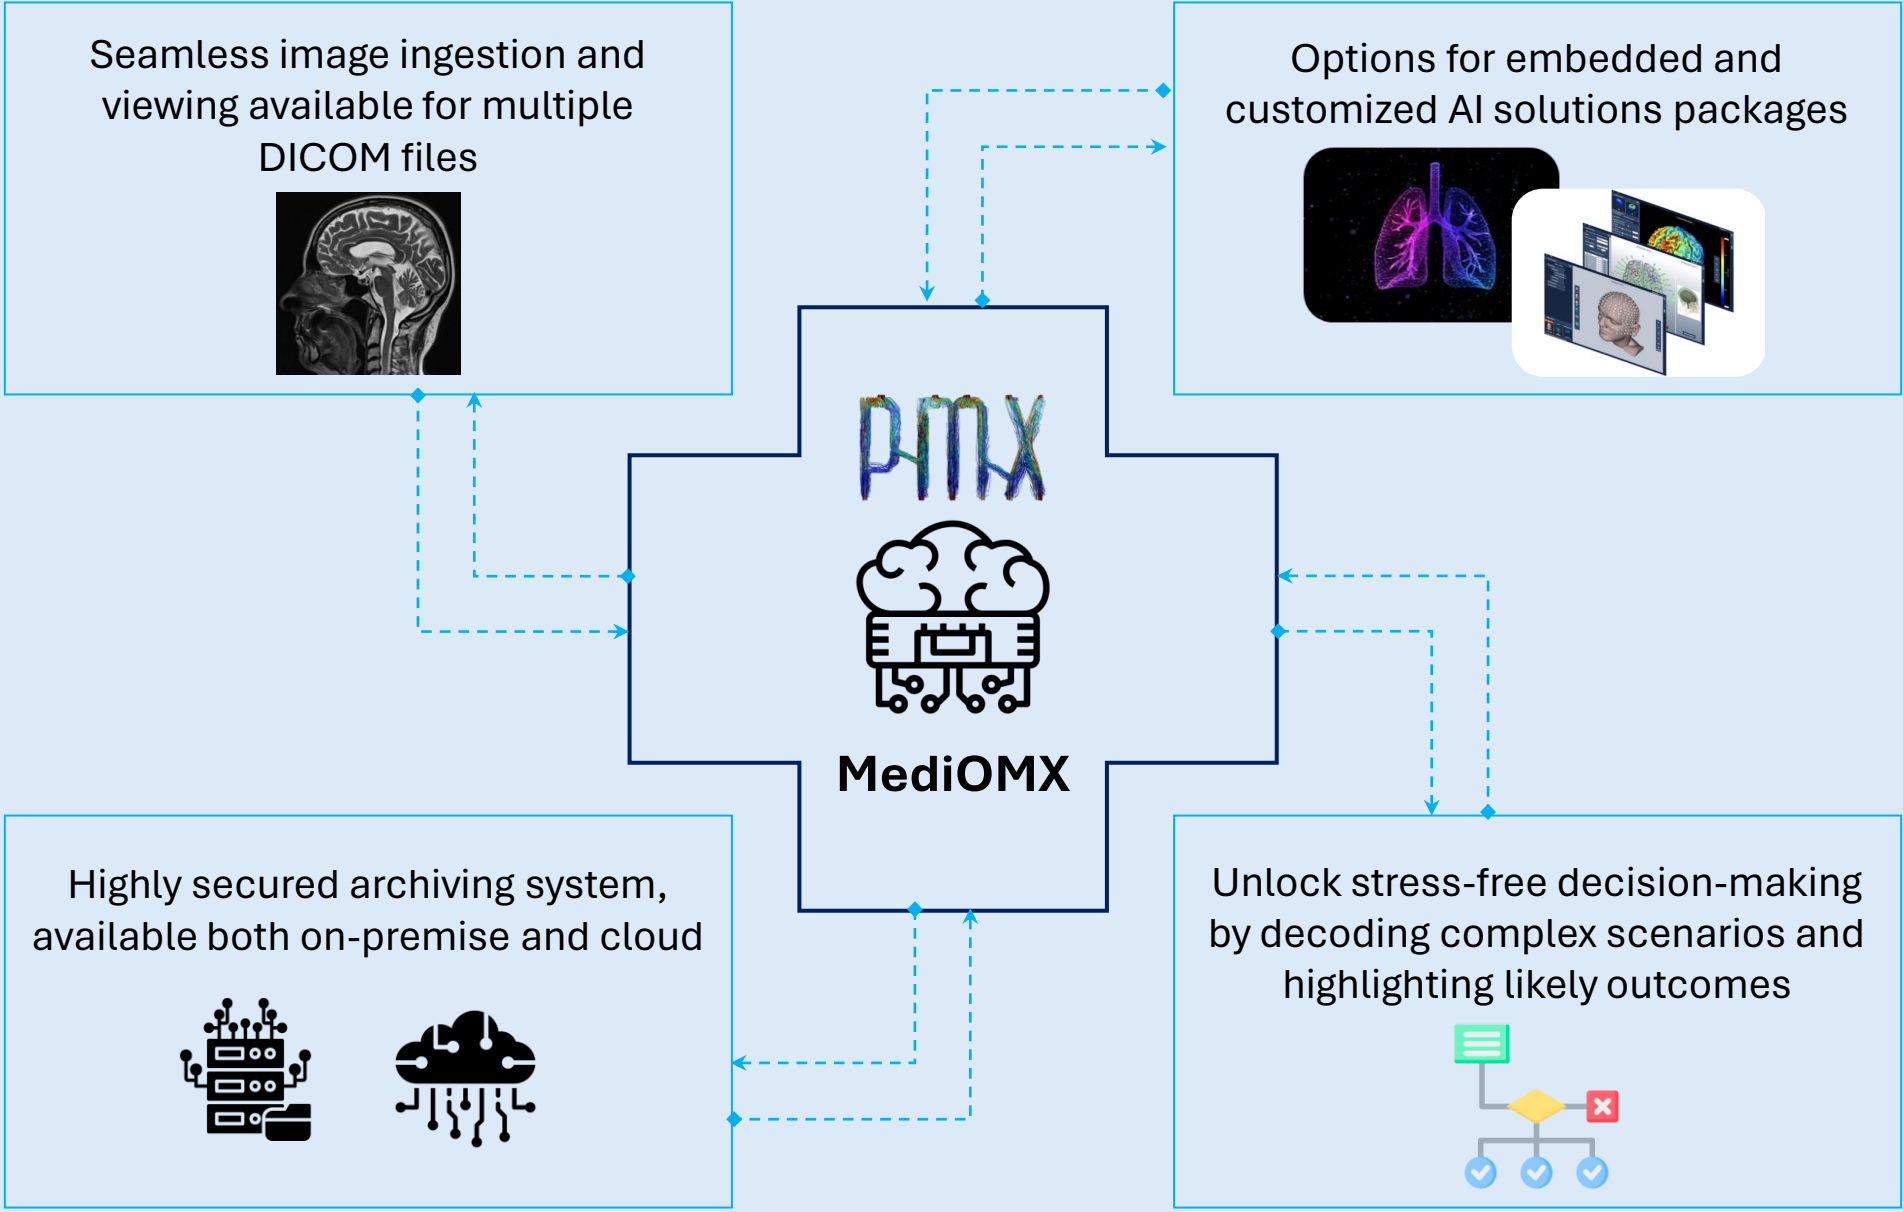 Seamless image ingestion and
viewing available for multiple
DICOM files
Options for embedded and
customized AI solutions packages
PMX
MediOMX
Highly secured archiving system,
available both on-premise and cloud
Unlock stress-free decision-making
by decoding complex scenarios and
highlighting likely outcomes